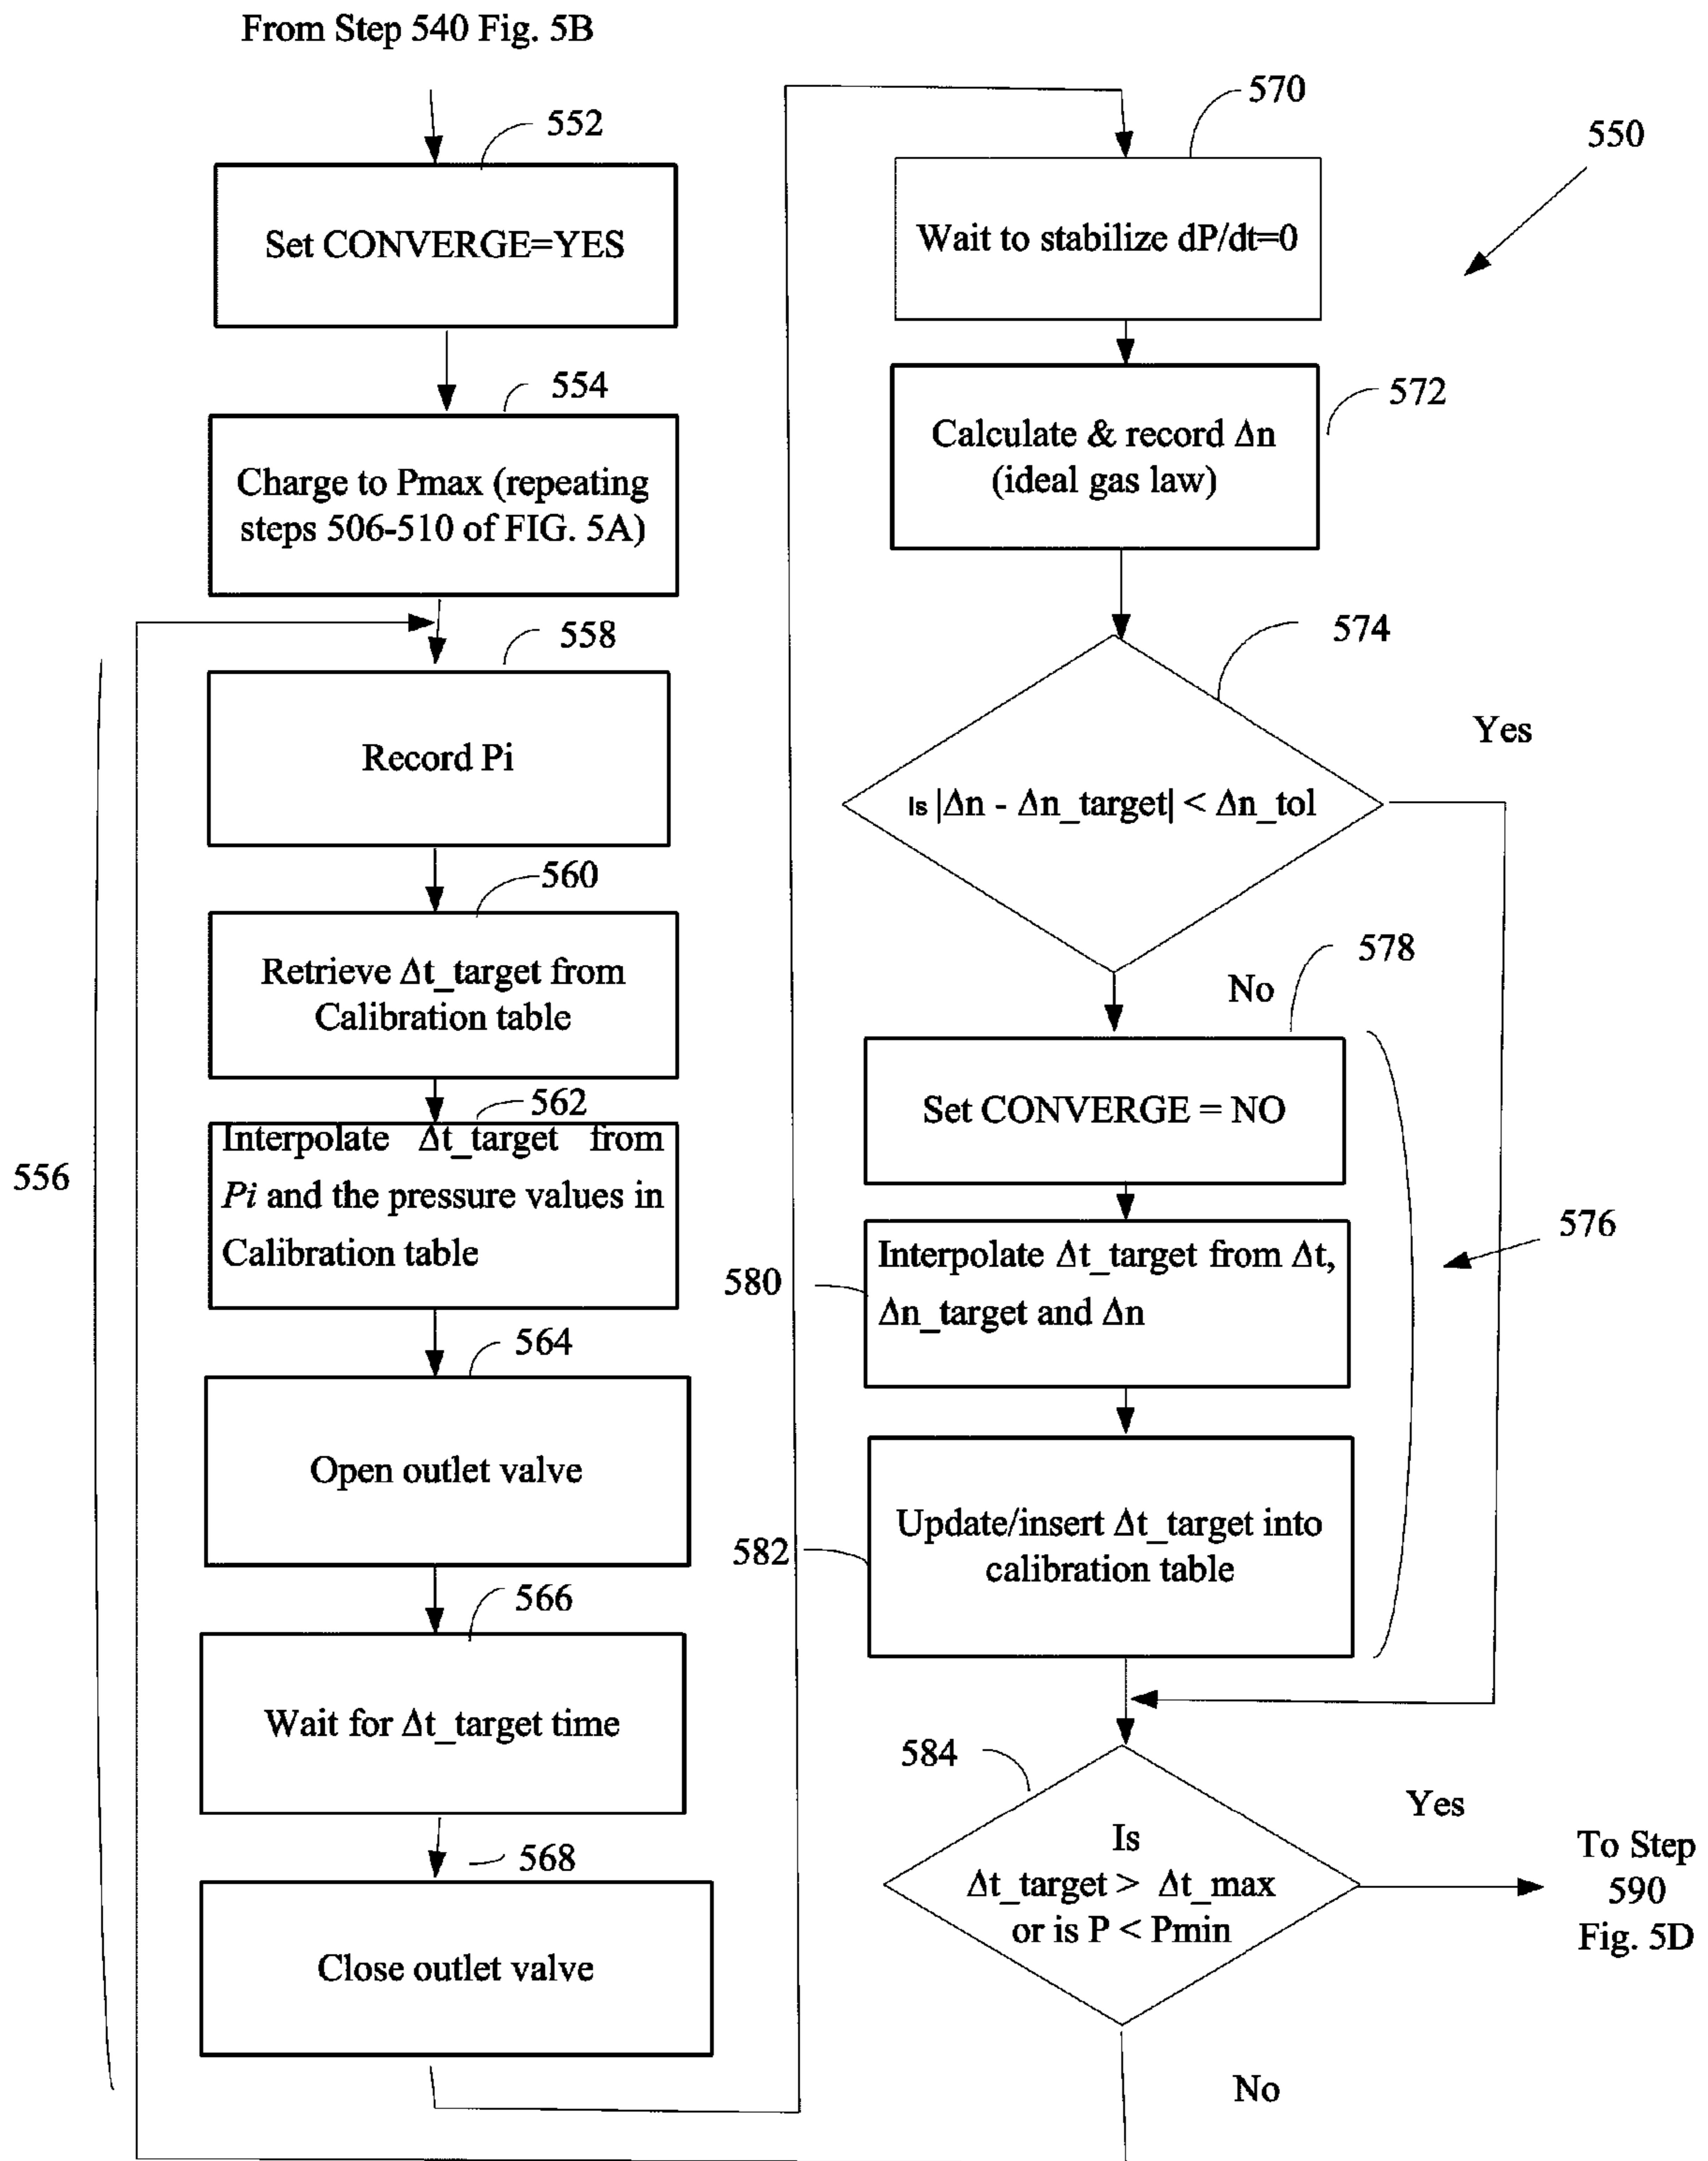 From Step 540 Fig. 5B
552
Set CONVERGE=YES
554
Charge to Pmax (repeating
steps 506-510 of FIG. 5A)
556
558
Record Pi
560
Retrieve Δt_target from
Calibration table
562
Interpolate Δt_target from
Pi and the pressure values in
Calibration table
564
Open outlet valve
566
Wait for Δt_target time
568
Close outlet valve
550
570
Wait to stabilize dP/dt=0
572
Calculate & record Δn
(ideal gas law)
574
Is |Δn - Δn_target| < Δn_tol
Yes
No
576
578
Set CONVERGE = NO
580
Interpolate Δt_target from Δt,
Δn_target and Δn
582
Update/insert Δt_target into
calibration table
584
Is
Δt_target > Δt_max
or is P < Pmin
Yes
To Step
590
Fig. 5D
No